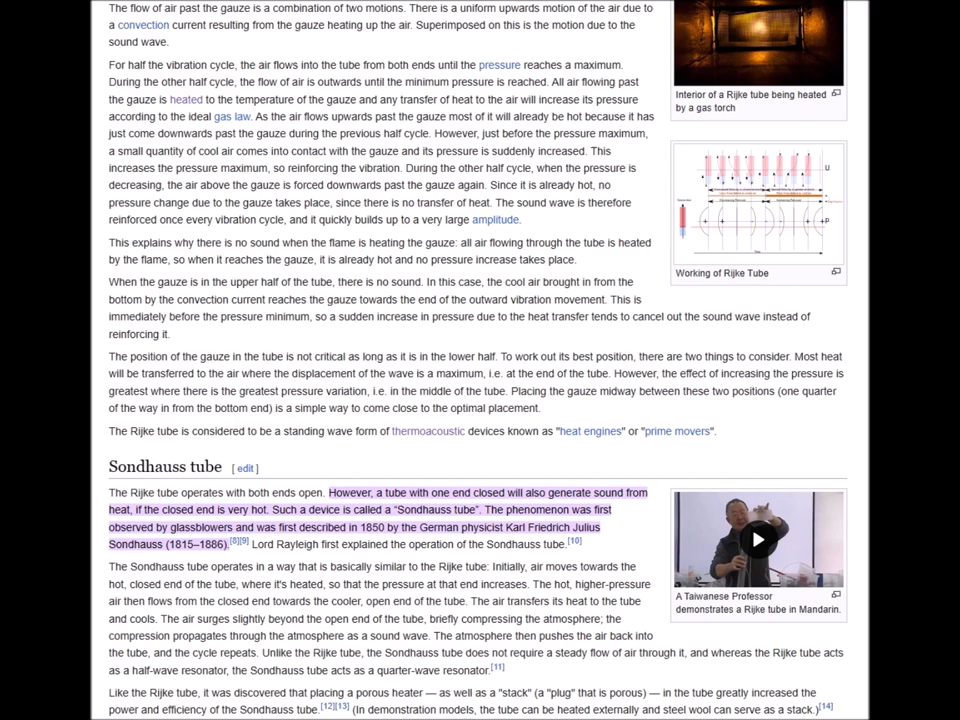 The flow of air past the gauze is a combination of two motions. There is a uniform upwards motion of the air due to
a convection current resulting from the gauze heating up the air. Superimposed on this is the motion due to the
sound wave.
For half the vibration cycle, the air flows into the tube from both ends until the pressure reaches a maximum.
During the other half cycle, the flow of air is outwards until the minimum pressure is reached. All air flowing past
the gauze is heated to the temperature of the gauze and any transfer of heat to the air will increase its pressure
according to the ideal gas law. As the air flows upwards past the gauze most of it will already be hot because it has
just come downwards past the gauze during the previous half cycle. However, just before the pressure maximum,
a small quantity of cool air comes into contact with the gauze and its pressure is suddenly increased. This
increases the pressure maximum, so reinforcing the vibration. During the other half cycle, when the pressure is
decreasing, the air above the gauze is forced downwards past the gauze again. Since it is already hot, no
pressure change due to the gauze takes place, since there is no transfer of heat. The sound wave is therefore
reinforced once every vibration cycle, and it quickly builds up to a very large amplitude.
This explains why there is no sound when the flame is heating the gauze: all air flowing through the tube is heated
by the flame, so when it reaches the gauze, it is already hot and no pressure increase takes place.
When the gauze is in the upper half of the tube, there is no sound. In this case, the cool air brought in from the
bottom by the convection current reaches the gauze towards the end of the outward vibration movement. This is
immediately before the pressure minimum, so a sudden increase in pressure due to the heat transfer tends to cancel out the sound wave instead of
reinforcing it.
The position of the gauze in the tube is not critical as long as it is in the lower half. To work out its best position, there are two things to consider. Most heat
will be transferred to the air where the displacement of the wave is a maximum, i.e. at the end of the tube. However, the effect of increasing the pressure is
greatest where there is the greatest pressure variation, i.e. in the middle of the tube. Placing the gauze midway between these two positions (one quarter
of the way in from the bottom end) is a simple way to come close to the optimal placement.
The Rijke tube is considered to be a standing wave form of thermoacoustic devices known as "heat engines" or "prime movers".
Interior of a Rijke tube being heated
by a gas torch
U
P
Working of Rijke Tube
Sondhauss tube [ edit ]
The Rijke tube operates with both ends open. However, a tube with one end closed will also generate sound from
heat, if the closed end is very hot. Such a device is called a "Sondhauss tube". The phenomenon was first
observed by glassblowers and was first described in 1850 by the German physicist Karl Friedrich Julius
Sondhauss (1815–1886).[8][9] Lord Rayleigh first explained the operation of the Sondhauss tube.[10]
The Sondhauss tube operates in a way that is basically similar to the Rijke tube: Initially, air moves towards the
hot, closed end of the tube, where it's heated, so that the pressure at that end increases. The hot, higher-pressure
air then flows from the closed end towards the cooler, open end of the tube. The air transfers its heat to the tube
and cools. The air surges slightly beyond the open end of the tube, briefly compressing the atmosphere; the
compression propagates through the atmosphere as a sound wave. The atmosphere then pushes the air back into
the tube, and the cycle repeats. Unlike the Rijke tube, the Sondhauss tube does not require a steady flow of air through it, and whereas the Rijke tube acts
as a half-wave resonator, the Sondhauss tube acts as a quarter-wave resonator.[11]
Like the Rijke tube, it was discovered that placing a porous heater — as well as a "stack" (a "plug" that is porous) — in the tube greatly increased the
power and efficiency of the Sondhauss tube.[12][13] (In demonstration models, the tube can be heated externally and steel wool can serve as a stack.)[14]
A Taiwanese Professor
demonstrates a Rijke tube in Mandarin.